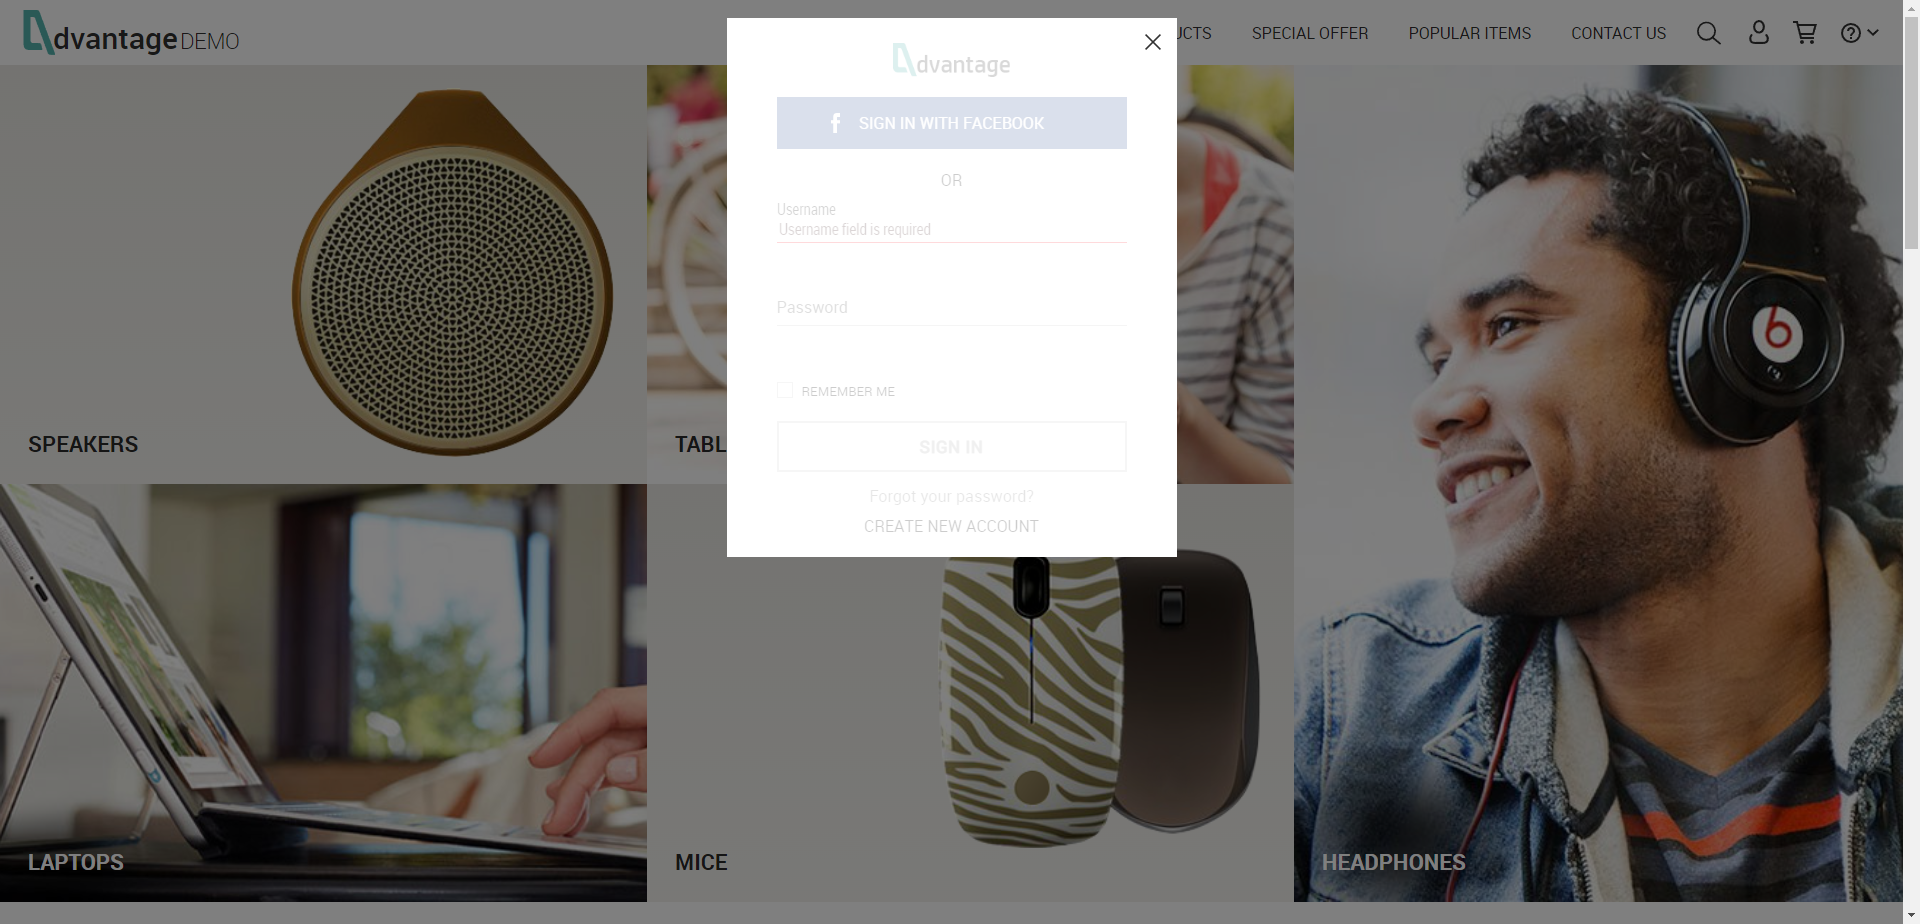 dvantage DEMO
UCTS SPECIAL OFFER POPULAR ITEMS CONTACT US
dvantage
f SIGN IN WITH FACEBOOK
OR
Username
Username field is required
Password
REMEMBER ME
SIGN IN
Forgot your password?
CREATE NEW ACCOUNT
SPEAKERS
TABL
LAPTOPS
MICE
HEADPHONES